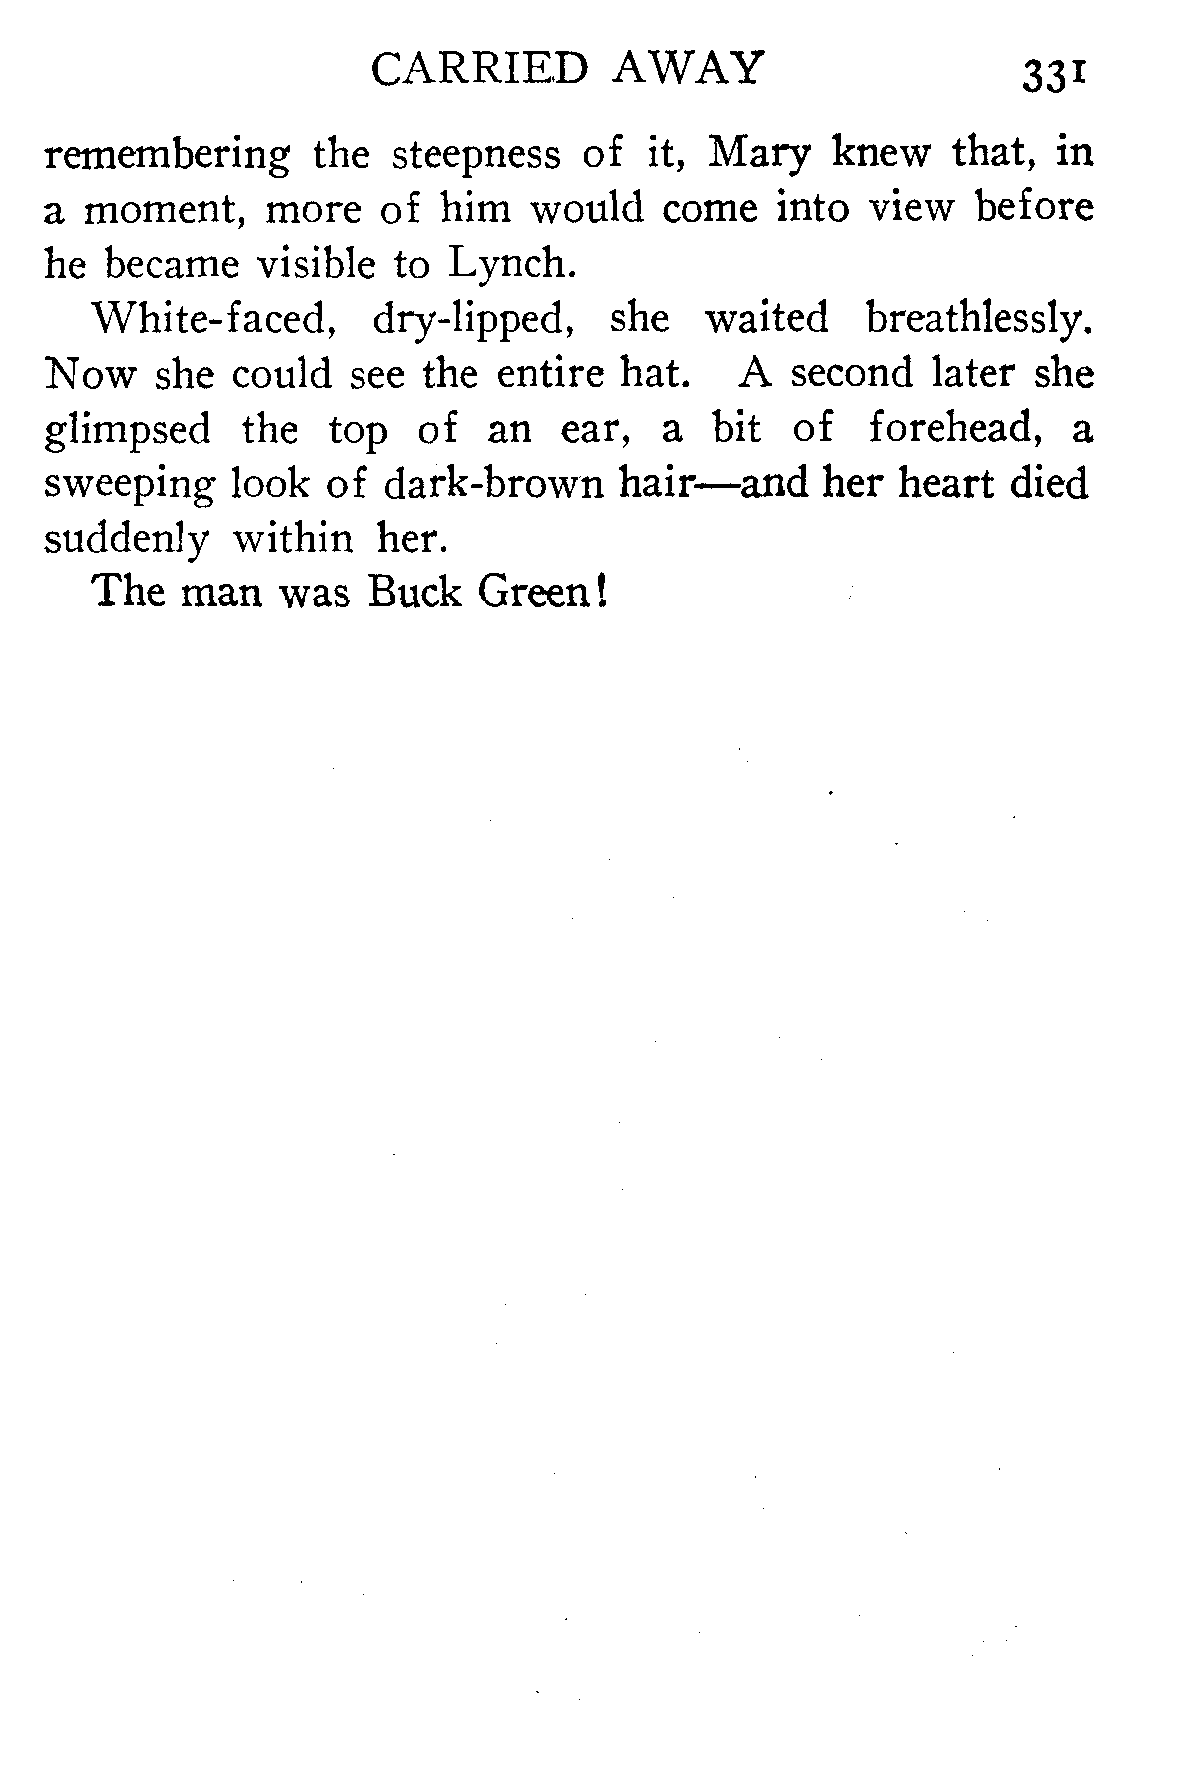 CARRIED AWAY 331
remembering the steepness of it, Mary knew that, in
a moment, more of him would come into view before
he became visible to Lynch.
White-faced, dry-lipped, she waited breathlessly.
Now she could see the entire hat. A second later she
glimpsed the top of an ear, a bit of forehead, a
sweeping look of dark-brown hair—and her heart died
suddenly within her.
The man was Buck Green!